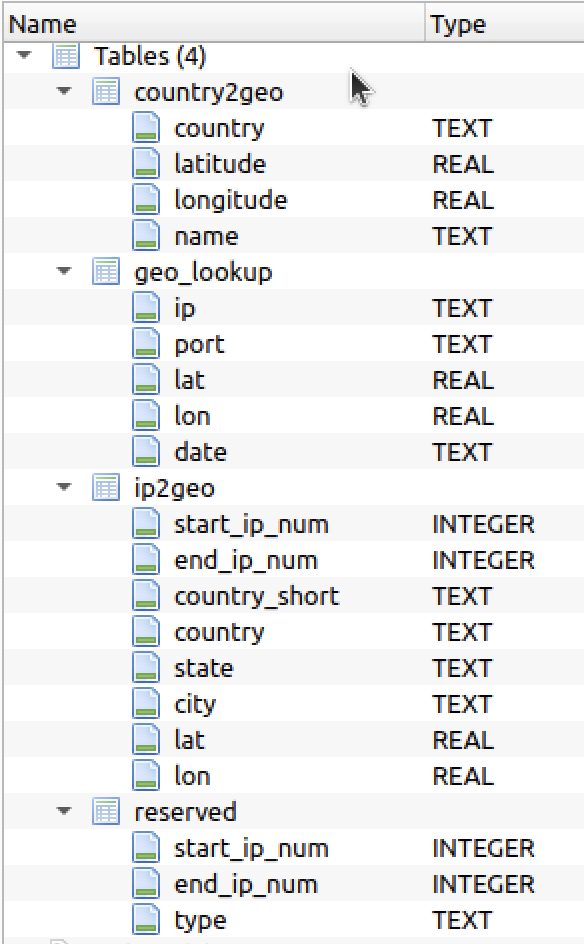 Name Type
Tables (4)
country2geo
country TEXT
latitude REAL
longitude REAL
name TEXT
geo_lookup
ip TEXT
port TEXT
lat REAL
lon REAL
date TEXT
ip2geo
start_ip_num INTEGER
end_ip_num INTEGER
country_short TEXT
country TEXT
state TEXT
city TEXT
lat REAL
lon REAL
reserved
start_ip_num INTEGER
end_ip_num INTEGER
type TEXT